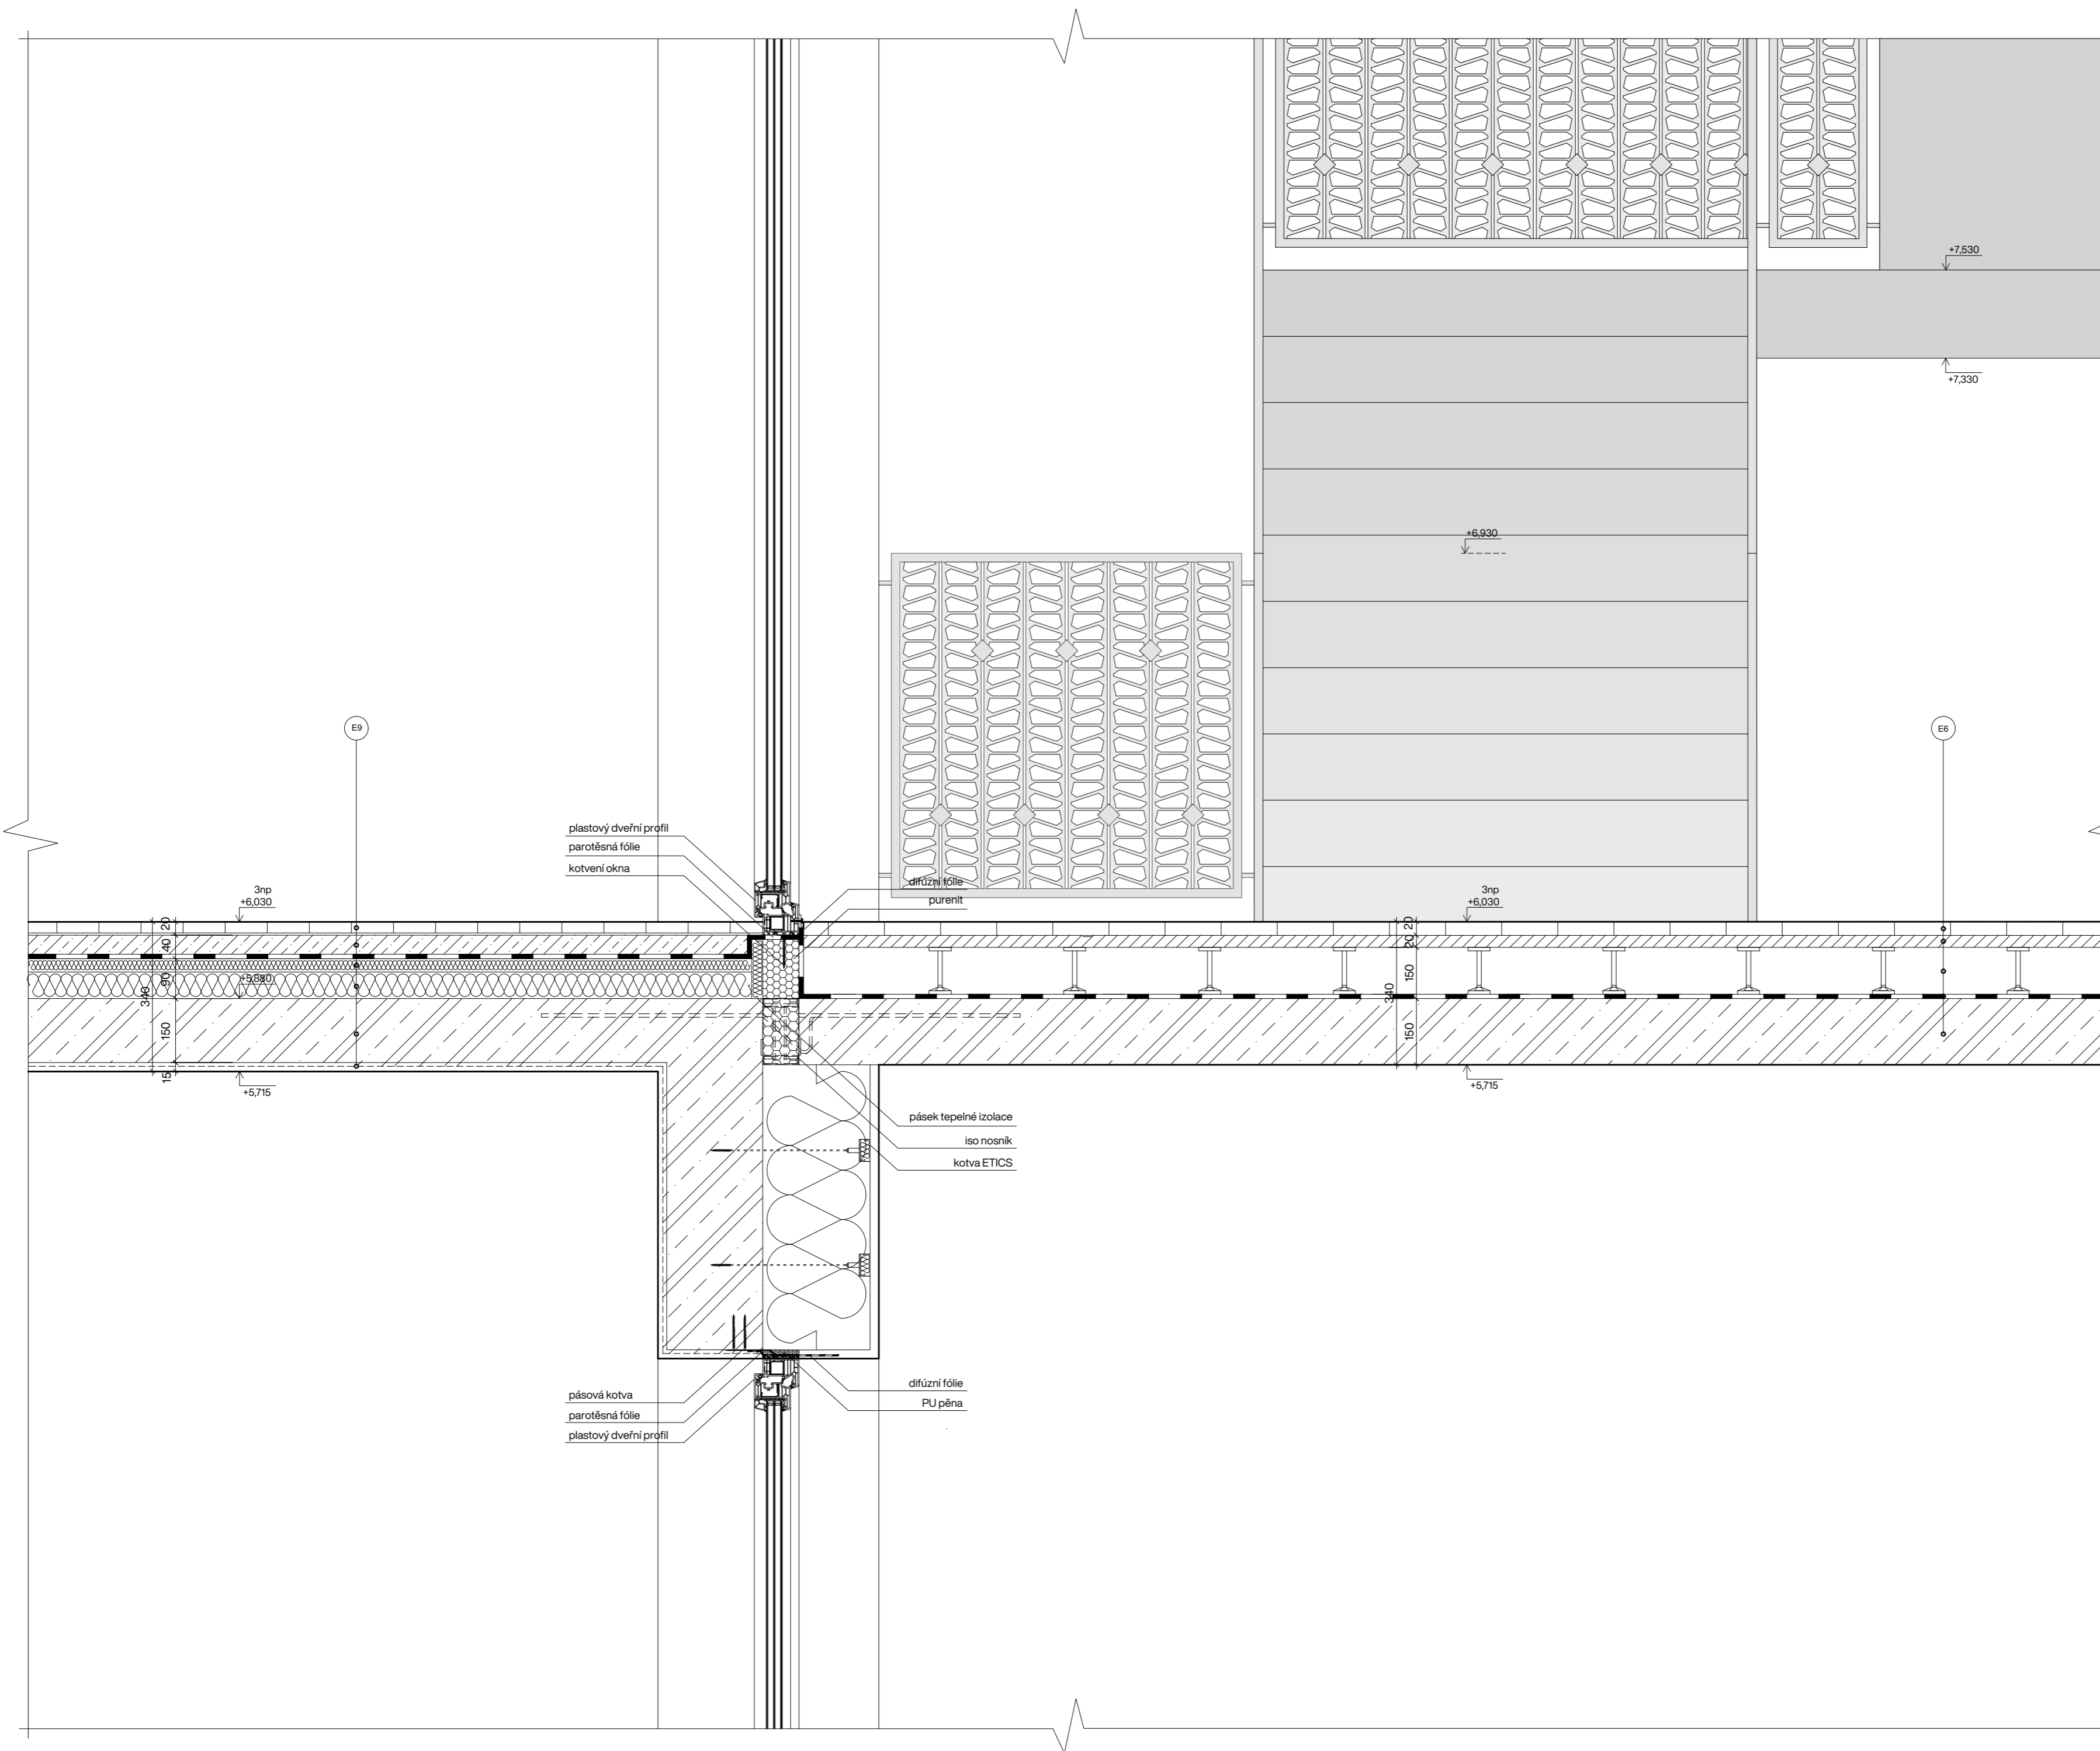 +7,530
+7,330
+6,930
E9
E6
plastový dveřní profil
parotěsná fólie
kotvení okna
difúzní fólie
purenit
3np
+6,030
3np
+6,030
20
40
90
340
150
15
+5,880
+5,715
20
20
150
340
150
+5,715
pásek tepelné izolace
iso nosník
kotva ETICS
pásová kotva
parotěsná fólie
plastový dveřní profil
difúzní fólie
PU pěna